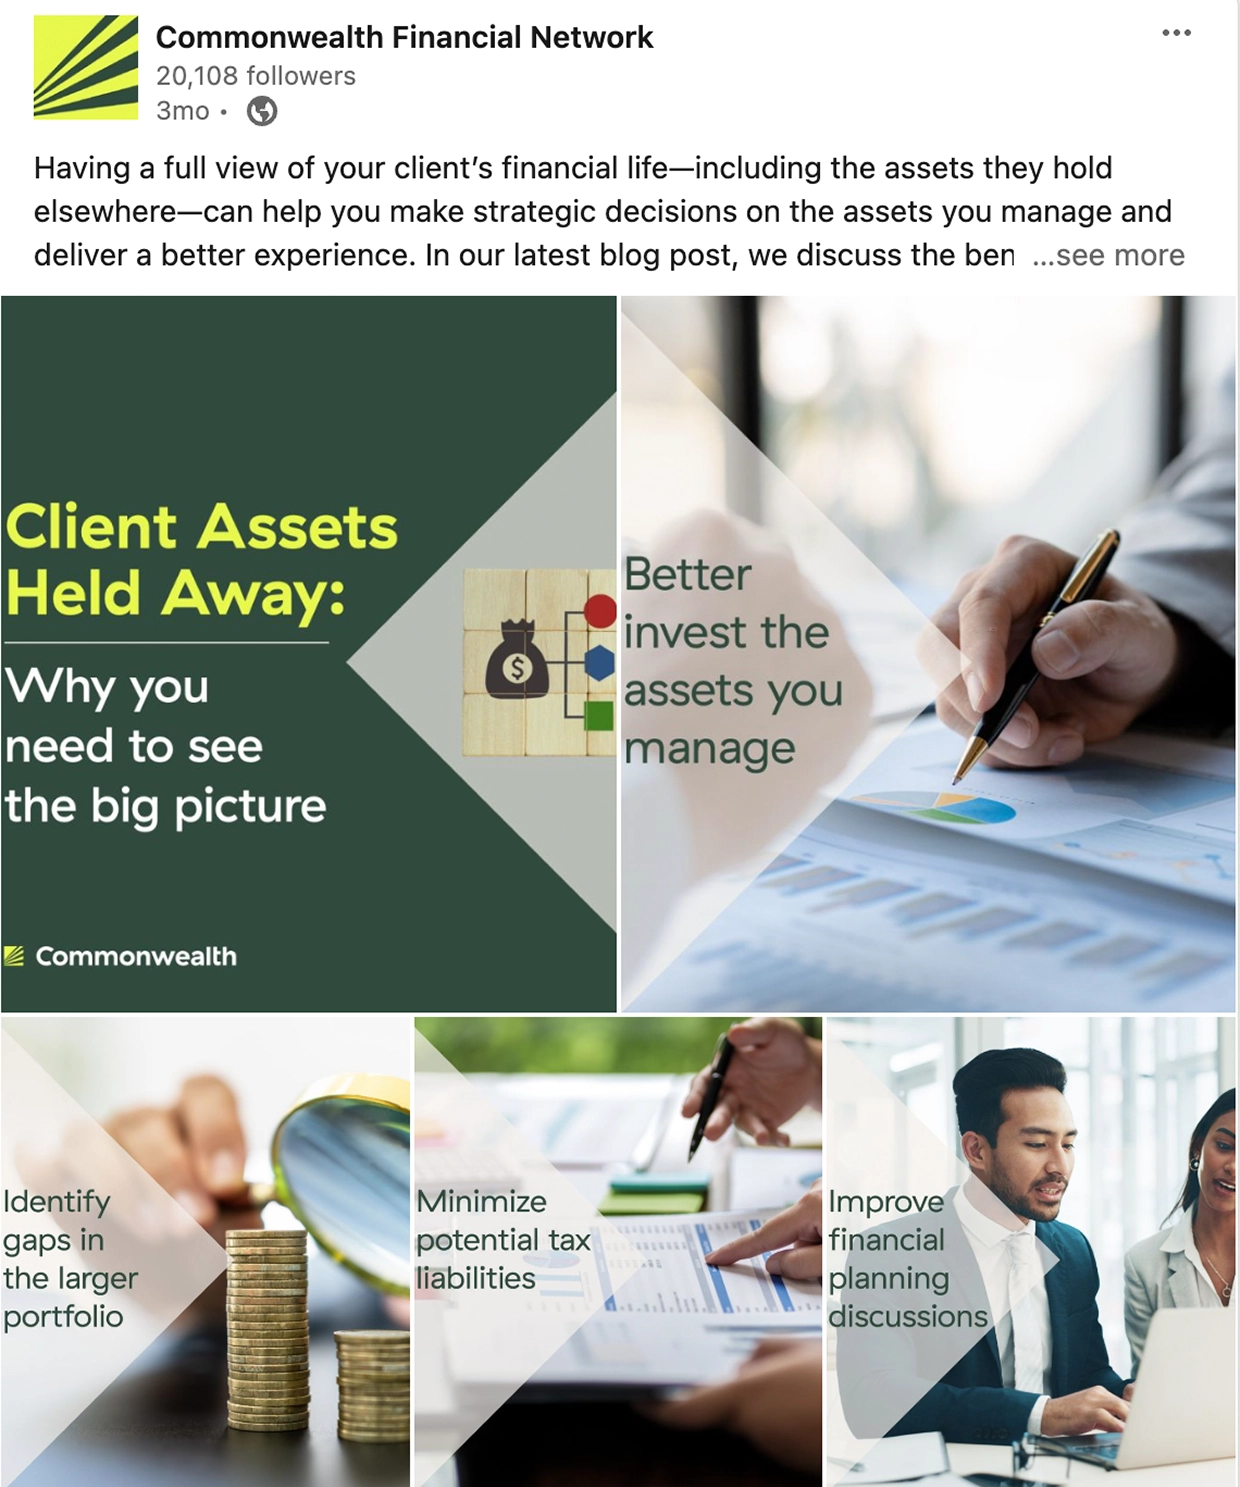 Commonwealth Financial Network
20,108 followers
3mo •
Having a full view of your client’s financial life—including the assets they hold
elsewhere—can help you make strategic decisions on the assets you manage and
deliver a better experience. In our latest blog post, we discuss the ben ...see more
Client Assets
Held Away:
Why you
need to see
the big picture
$
Commonwealth
Better
invest the
assets you
manage
Identify
gaps in
the larger
portfolio
Minimize
potential tax
liabilities
Improve
financial
planning
discussions